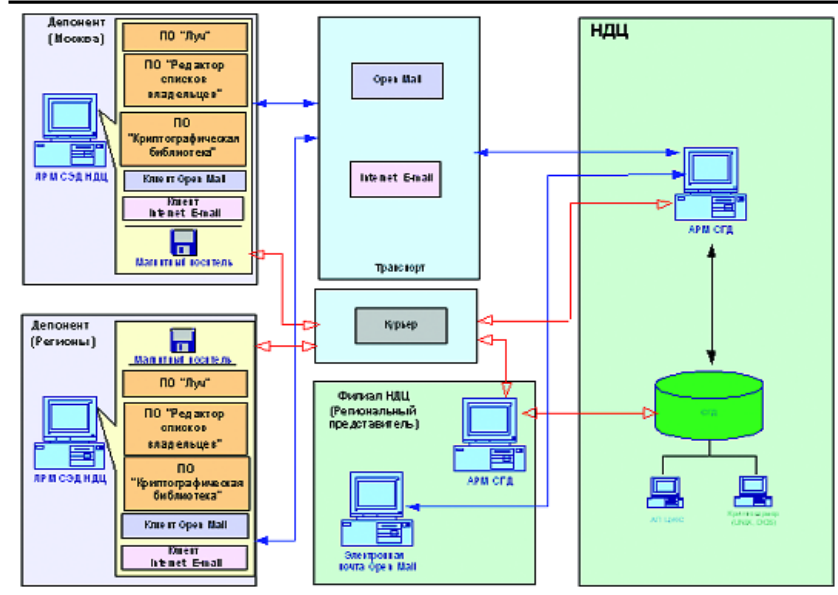 Депонент
(Москва)
ПО "Луч"
ПО "Редактор
списков
владельцев"
ПО
"Криптографическая
библиотека"
АРМ СЭД НДЦ
Клиент Open Mail
Клиент
Internet E-mail
Магнитный носитель
Open Mail
Internet E-mail
Транспорт
НДЦ
АРМ СГД
Курьер
Депонент
(Регионы)
Магнитный носитель
ПО "Луч"
ПО "Редактор
списков
владельцев"
ПО
"Криптографическая
библиотека"
АРМ СЭД НДЦ
Клиент Open Mail
Клиент
Internet E-mail
Филиал НДЦ
(Региональный
представитель)
АРМ СГД
Электронная
почта Open Mail
СГД